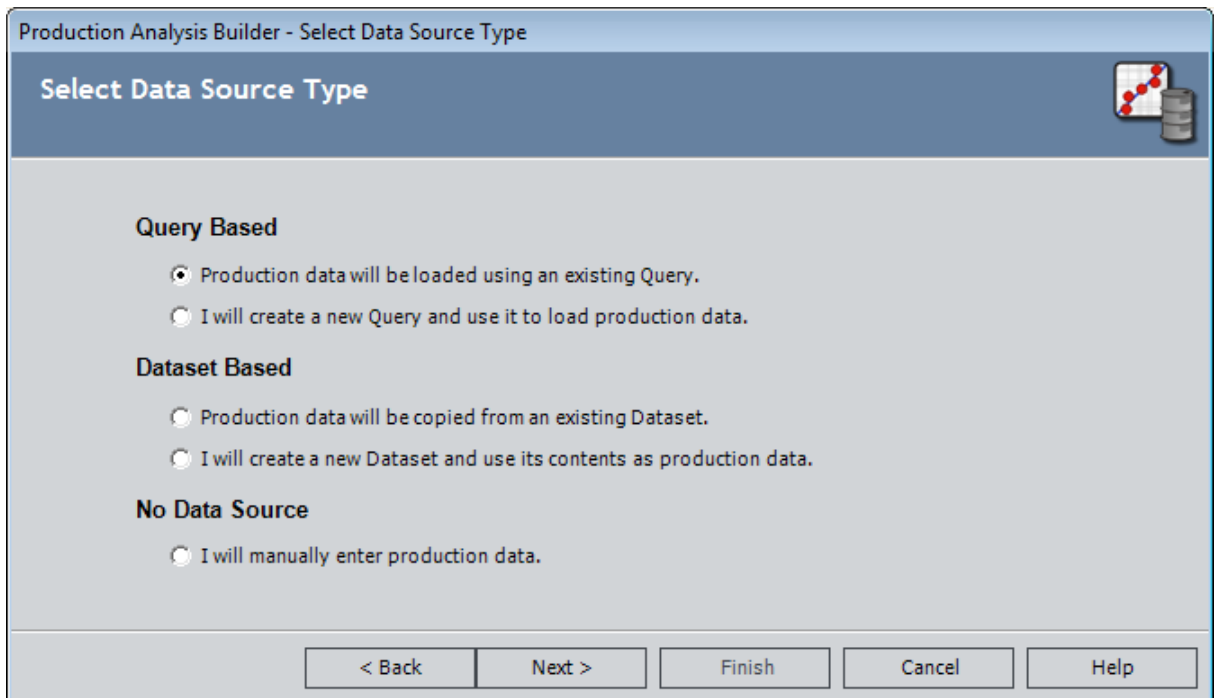 Production Analysis Builder - Select Data Source Type
Select Data Source Type
Query Based
Production data will be loaded using an existing Query.
I will create a new Query and use it to load production data.
Dataset Based
Production data will be copied from an existing Dataset.
I will create a new Dataset and use its contents as production data.
No Data Source
I will manually enter production data.
< Back Next > Finish Cancel Help